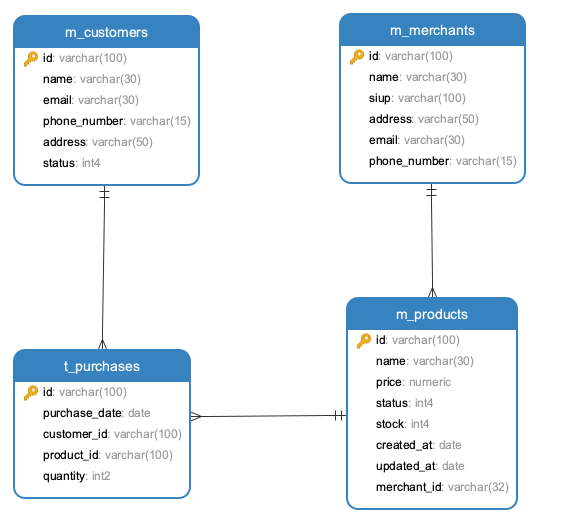 m_customers
id: varchar(100)
name: varchar(30)
email: varchar(30)
phone_number: varchar(15)
address: varchar(50)
status: int4
m_merchants
id: varchar(100)
name: varchar(30)
siup: varchar(100)
address: varchar(50)
email: varchar(30)
phone_number: varchar(15)
t_purchases
id: varchar(100)
purchase_date: date
customer_id: varchar(100)
product_id: varchar(100)
quantity: int2
m_products
id: varchar(100)
name: varchar(30)
price: numeric
status: int4
stock: int4
created_at: date
updated_at: date
merchant_id: varchar(32)